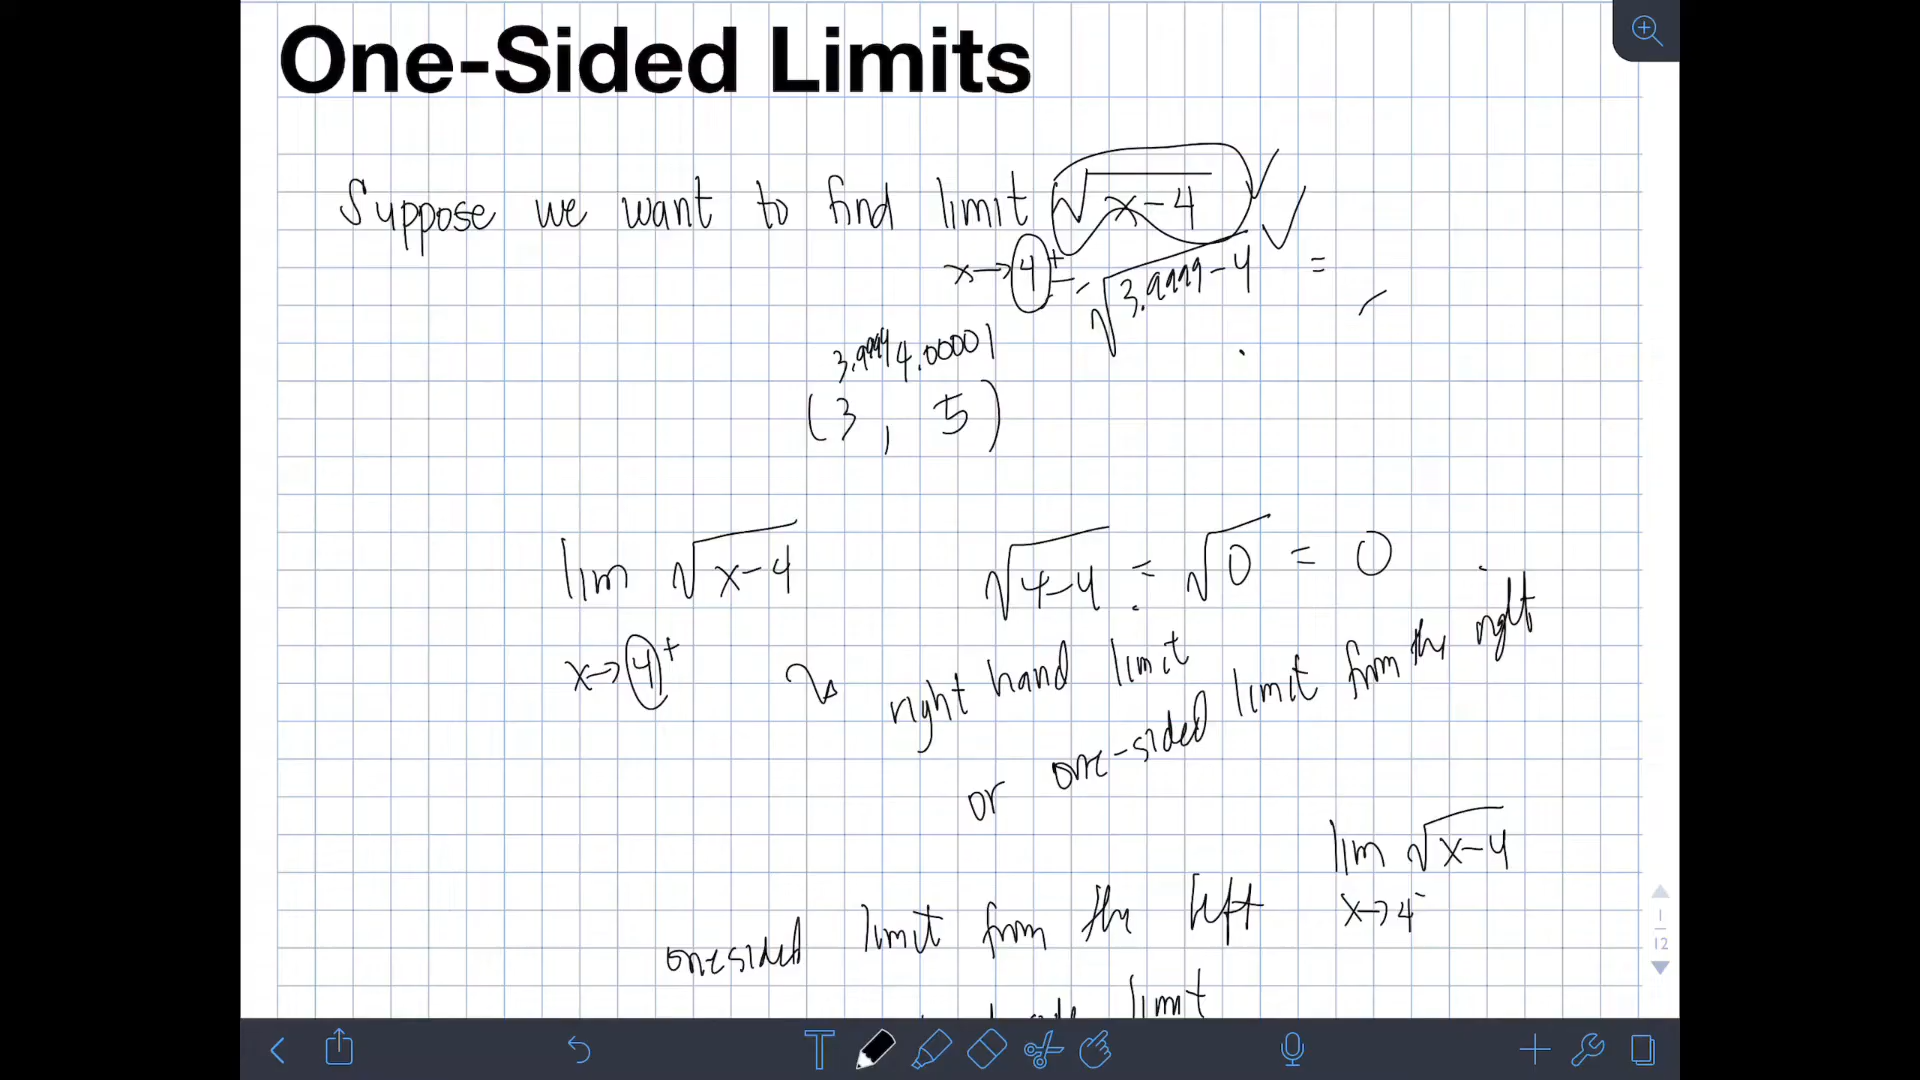 One-Sided Limits
Suppose we want to find limit √x-4
x→4+ √3.9999-4 =
3.9999 4.00001
(3, 5)
lim √x-4 √4-4 = √0 = 0
x→4+ right hand limit
or one-sided limit from the right
lim √x-4
x→4-
onesided limit from the left
limit
1
12
T